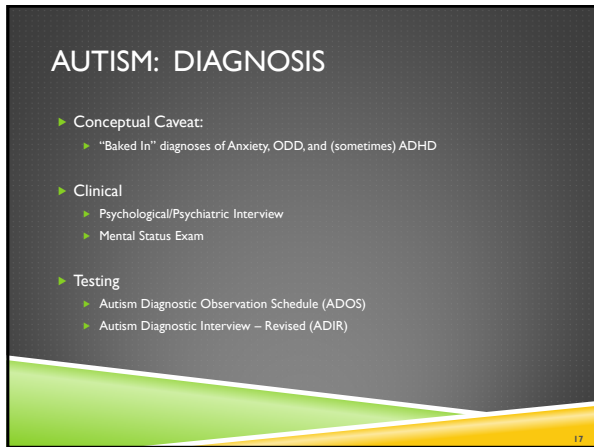 AUTISM: DIAGNOSIS
Conceptual Caveat:
“Baked In” diagnoses of Anxiety, ODD, and (sometimes) ADHD
Clinical
Psychological/Psychiatric Interview
Mental Status Exam
Testing
Autism Diagnostic Observation Schedule (ADOS)
Autism Diagnostic Interview – Revised (ADIR)
17